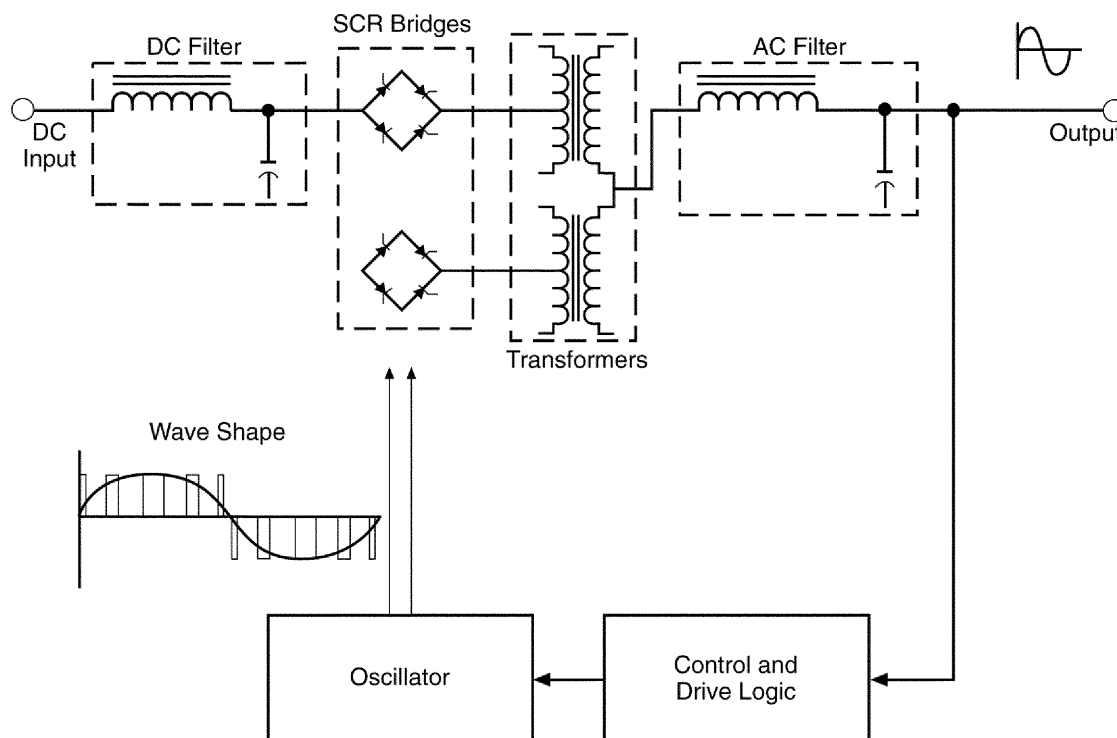 SCR Bridges
DC Filter
AC Filter
DC
Input
Output
Transformers
Wave Shape
Oscillator
Control and
Drive Logic